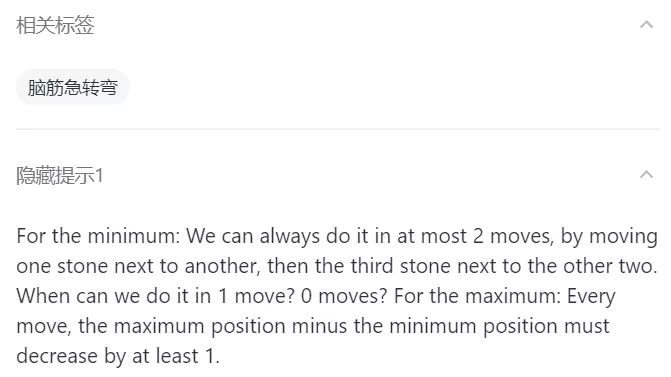 相关标签
脑筋急转弯
隐藏提示1
For the minimum: We can always do it in at most 2 moves, by moving
one stone next to another, then the third stone next to the other two.
When can we do it in 1 move? 0 moves? For the maximum: Every
move, the maximum position minus the minimum position must
decrease by at least 1.